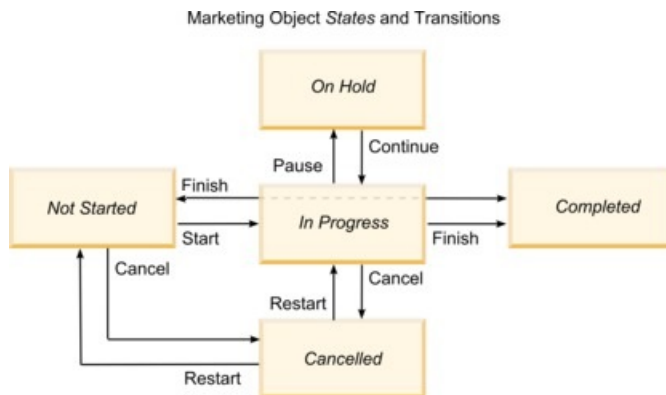 Marketing Object States and Transitions
On Hold
Pause
Continue
Not Started
Finish
Start
In Progress
Finish
Completed
Cancel
Restart
Cancel
Cancelled
Restart